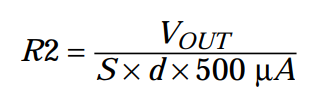 R2 = V_OUT / (S × d × 500 μA)